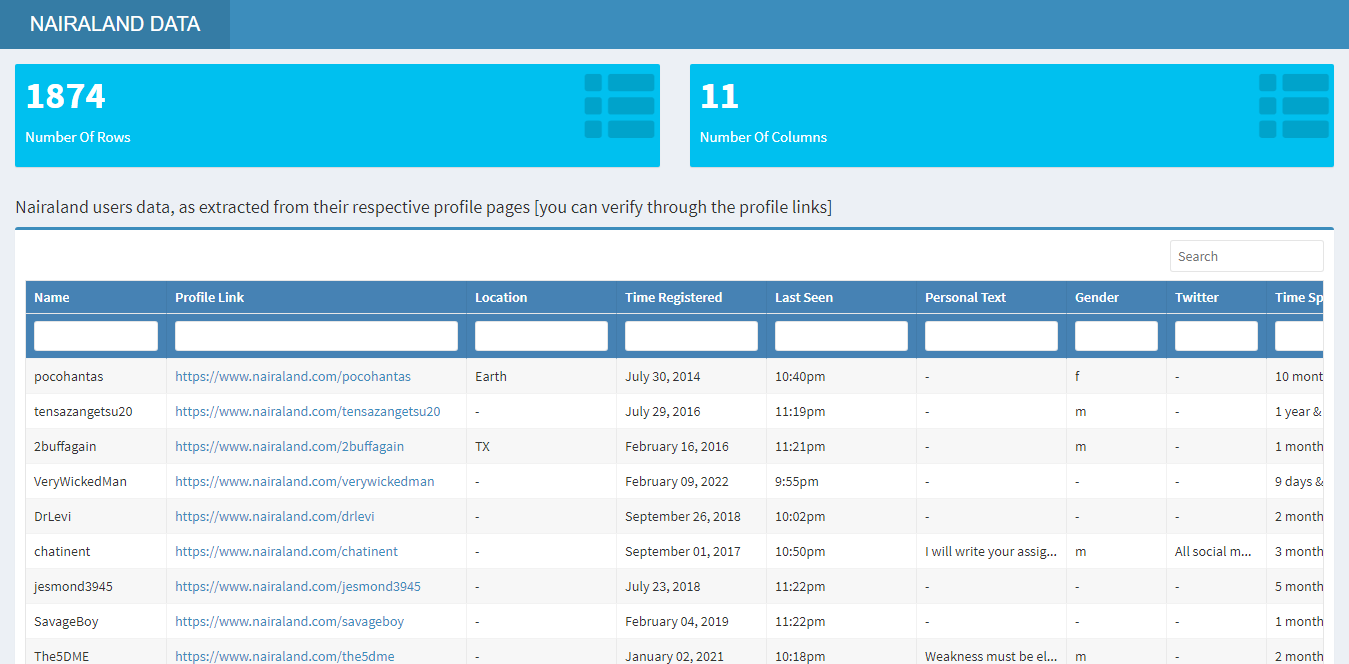 NAIRALAND DATA
1874 11
Number Of Rows Number Of Columns
Nairaland users data, as extracted from their respective profile pages [you can verify through the profile links]
Search
Name Profile Link Location Time Registered Last Seen Personal Text Gender Twitter Time Sp
pocohantas https://www.nairaland.com/pocohantas Earth July 30, 2014 10:40pm - f - 10 mont
tensazangetsu20 https://www.nairaland.com/tensazangetsu20 - July 29, 2016 11:19pm - m - 1 year &
2buffagain https://www.nairaland.com/2buffagain TX February 16, 2016 11:21pm - m - 1 month
VeryWickedMan https://www.nairaland.com/verywickedman - February 09, 2022 9:55pm - - - 9 days &
DrLevi https://www.nairaland.com/drlevi - September 26, 2018 10:02pm - - - 2 month
chatinent https://www.nairaland.com/chatinent - September 01, 2017 10:50pm I will write your assig... m All social m... 3 month
jesmond3945 https://www.nairaland.com/jesmond3945 - July 23, 2018 11:22pm - - - 5 month
SavageBoy https://www.nairaland.com/savageboy - February 04, 2019 11:22pm - - - 1 month
The5DME https://www.nairaland.com/the5dme - January 02, 2021 10:18pm Weakness must be el... m - 2 month